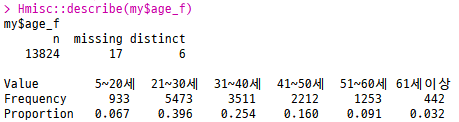 > Hmisc::describe(my$age_f)
my$age_f
n missing distinct
13824 17 6
Value 5~20세 21~30세 31~40세 41~50세 51~60세 61세이상
Frequency 933 5473 3511 2212 1253 442
Proportion 0.067 0.396 0.254 0.160 0.091 0.032